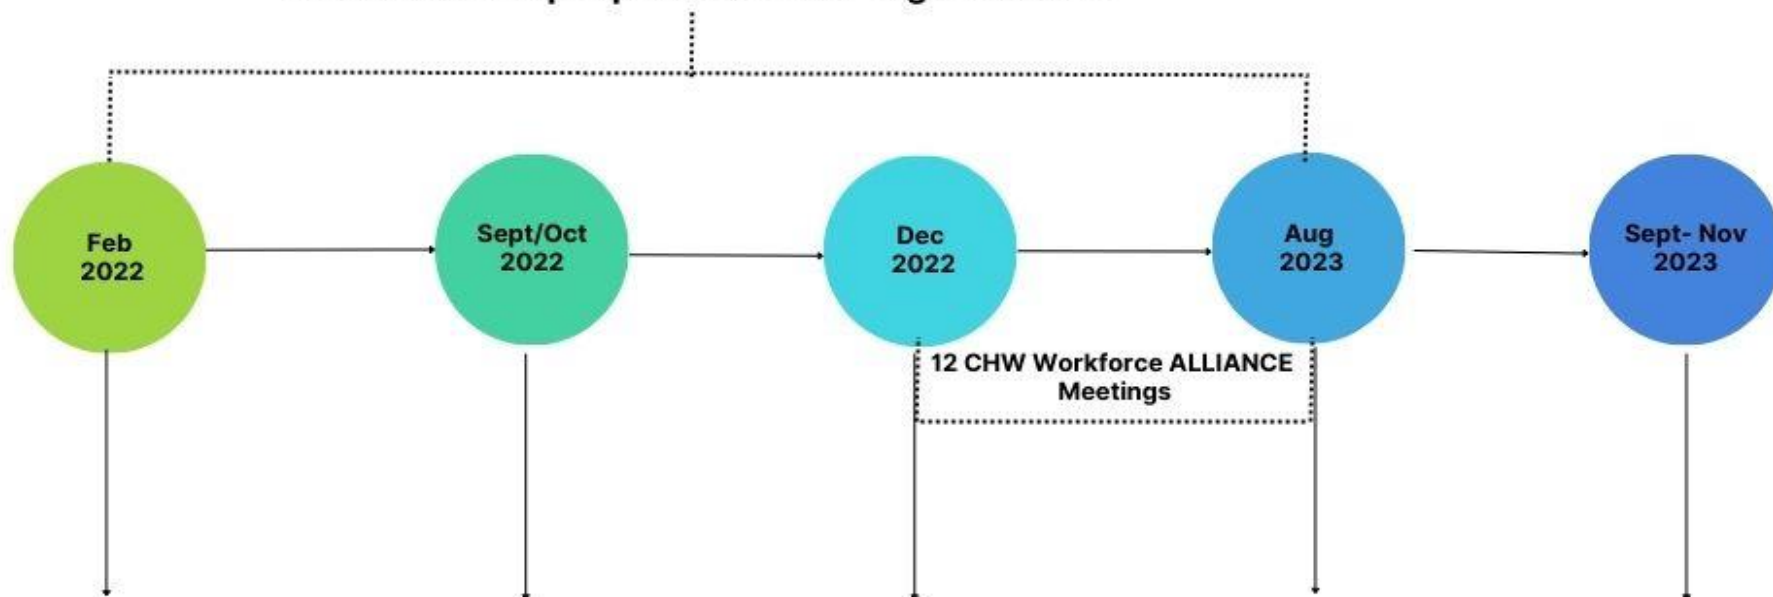 Feb
2022
Sept/Oct
2022
Dec
2022
Aug
2023
Sept- Nov
2023
12 CHW Workforce ALLIANCE
Meetings